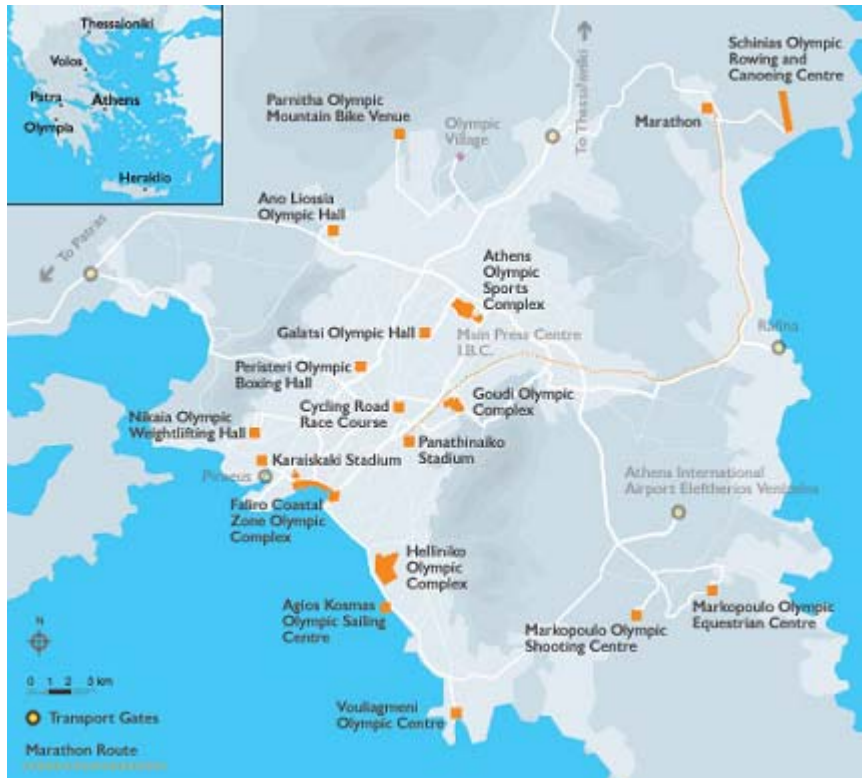 Thessaloniki
Volos
Patra
Athens
Olympia
Heraklio
To Thessaloniki
Schinias Olympic
Rowing and
Canoeing Centre
Parnitha Olympic
Mountain Bike Venue
Olympic
Village
Marathon
Ano Liossia
Olympic Hall
To Patras
Athens
Olympic
Sports
Complex
Galatsi Olympic Hall
Main Press Centre
I.B.C.
Rafina
Peristeri Olympic
Boxing Hall
Cycling Road
Race Course
Goudi Olympic
Complex
Nikaia Olympic
Weightlifting Hall
Panathinaiko
Stadium
Karaiskaki Stadium
Piraeus
Athens International
Airport Eleftherios Venizelos
Faliro Coastal
Zone Olympic
Complex
Helliniko
Olympic
Complex
Agios Kosmas
Olympic Sailing
Centre
Markopoulo Olympic
Equestrian Centre
Markopoulo Olympic
Shooting Centre
N
0 1 2 3 km
Vouliagmeni
Olympic Centre
Transport Gates
Marathon Route